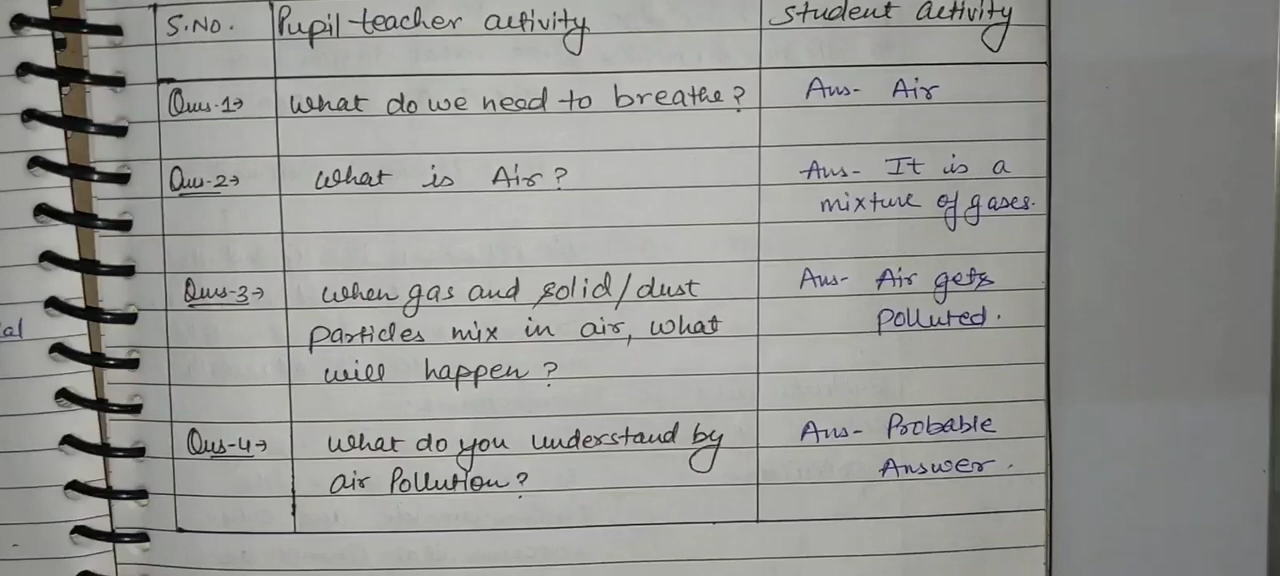 S.No. Pupil-teacher activity Student activity
Qus-1→ What do we need to breathe? Ans- Air
Qus-2→ What is Air? Ans- It is a
mixture of gases.
Qus-3→ When gas and solid/dust Ans- Air gets
particles mix in air, what polluted.
will happen?
Qus-4→ What do you understand by Ans- Probable
air Pollution? Answer.
al